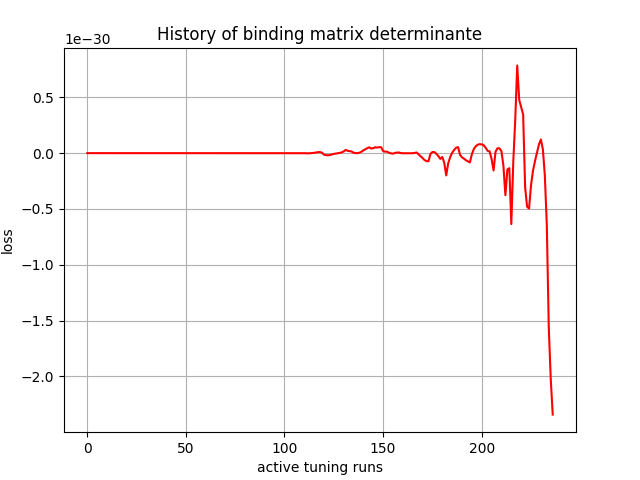 History of binding matrix determinante
1e−30
0.5
0.0
−0.5
−1.0
−1.5
−2.0
loss
0 50 100 150 200
active tuning runs